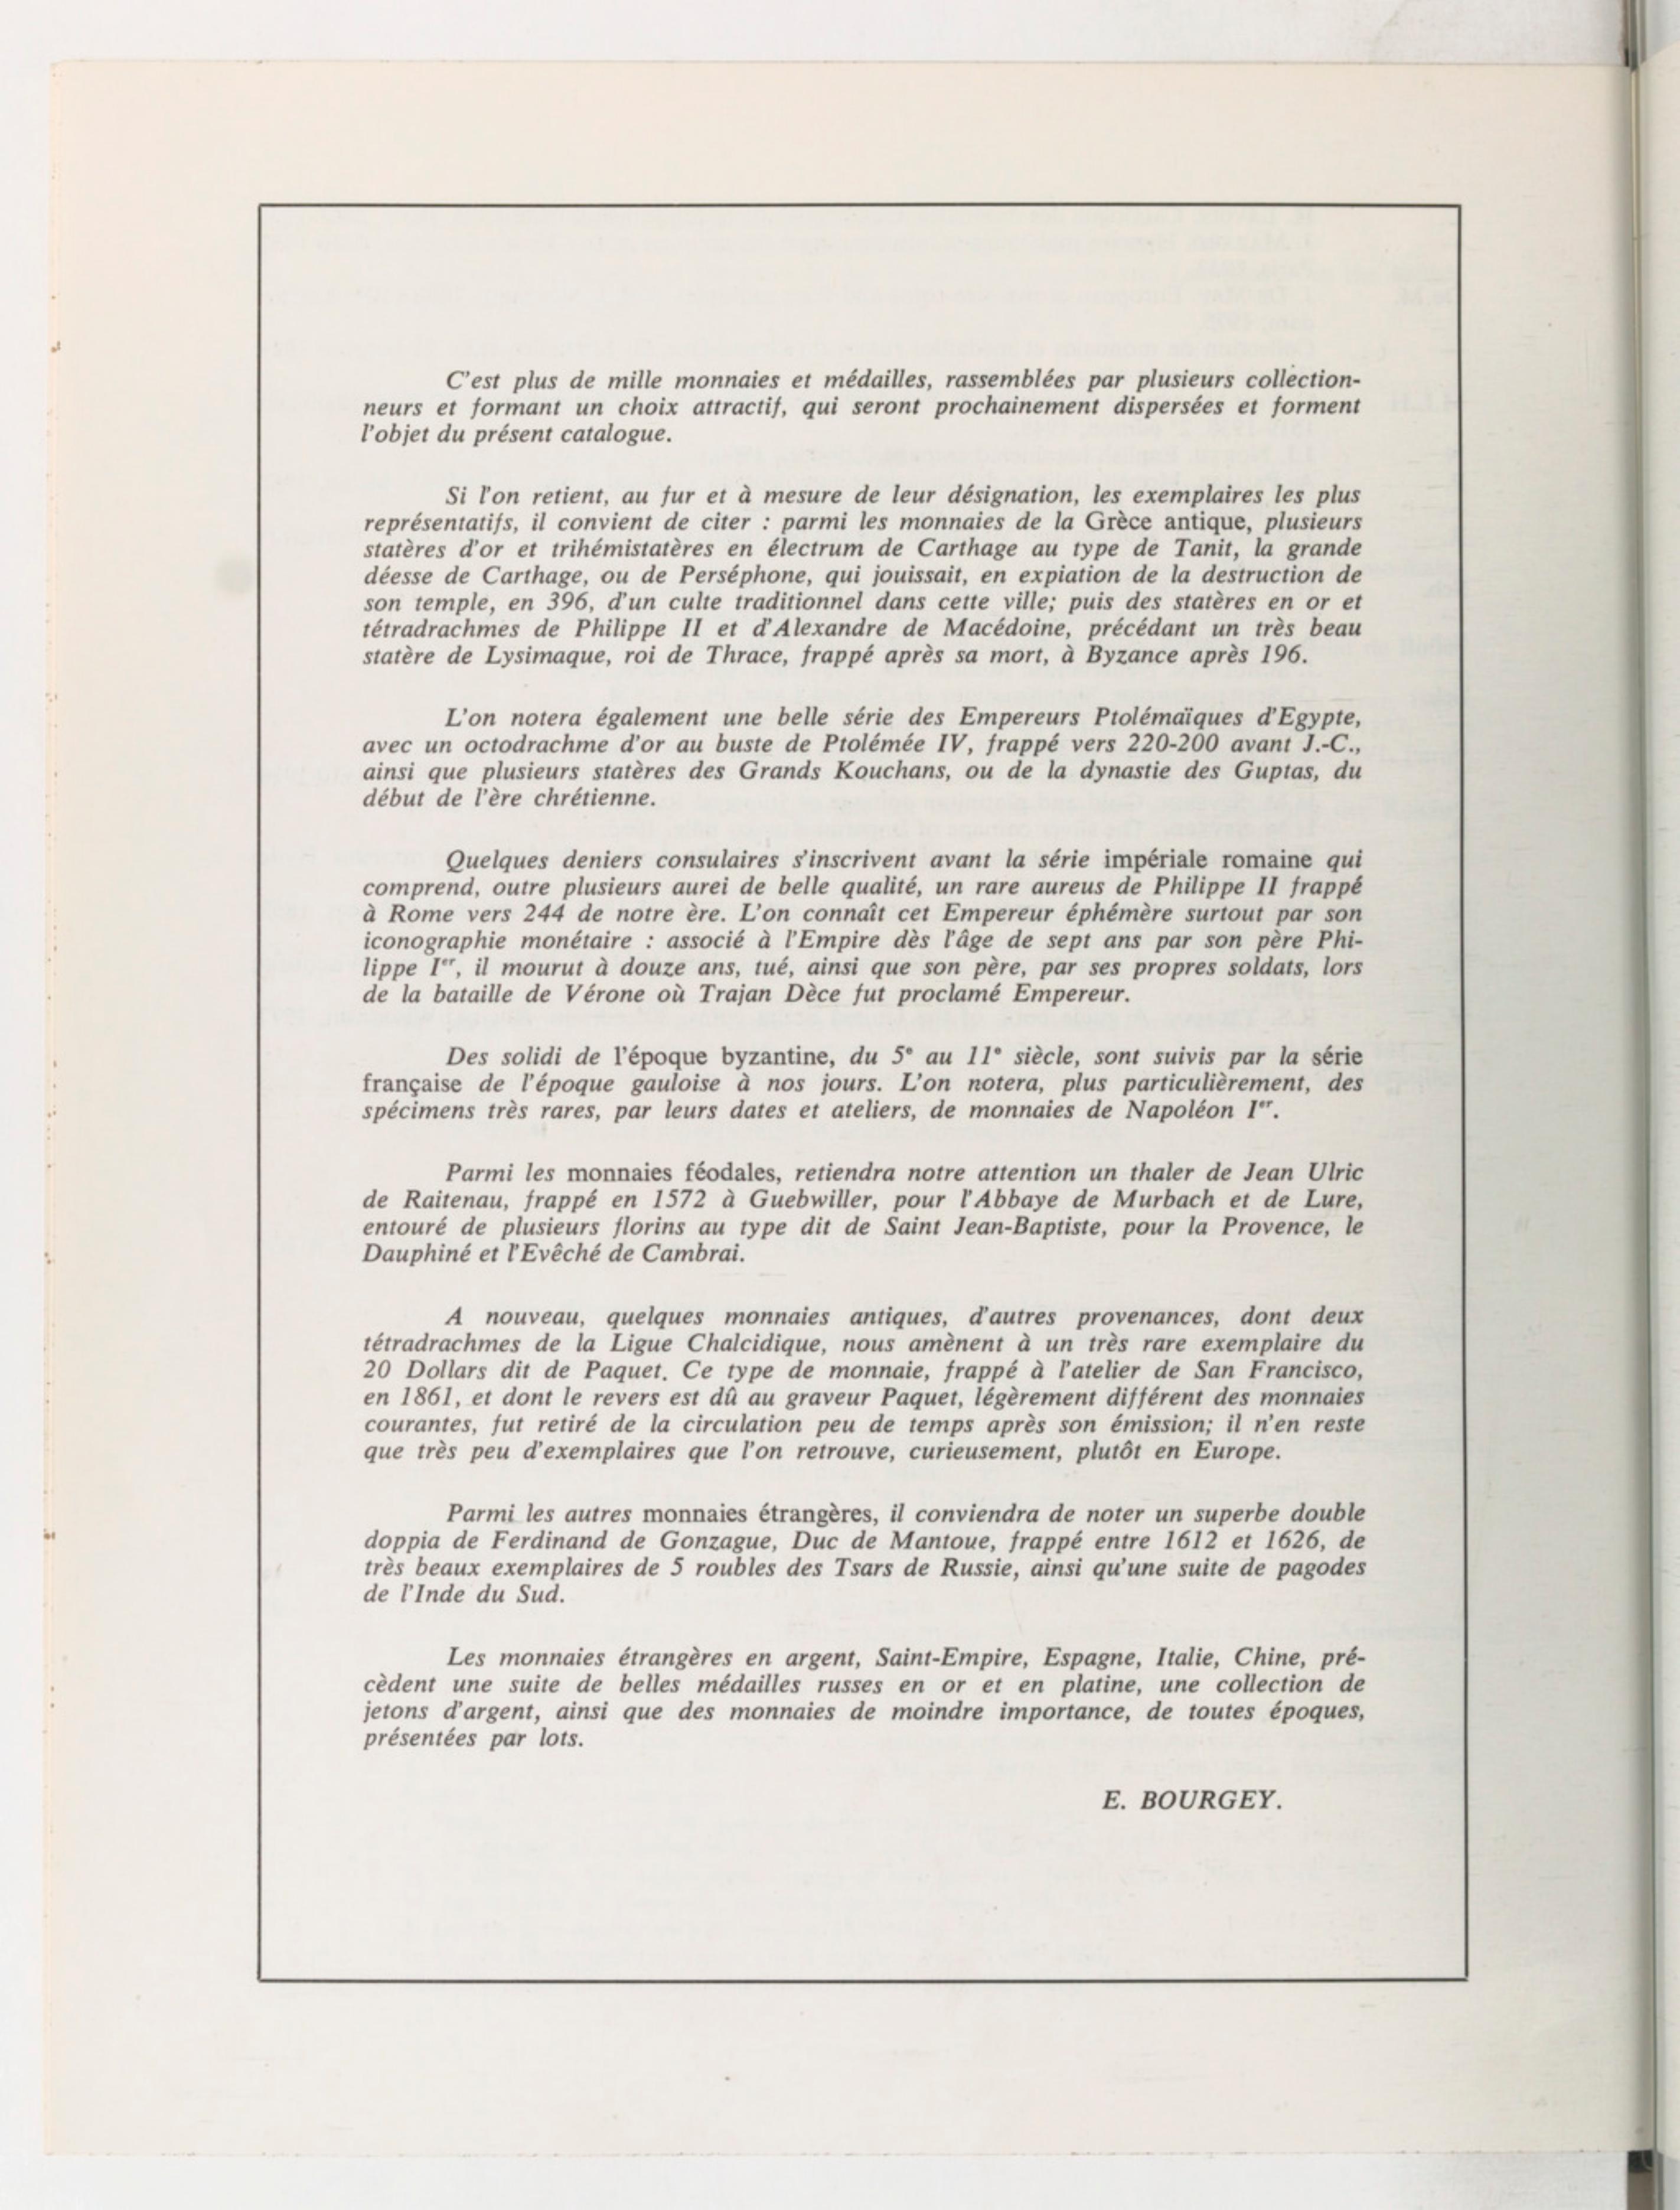 C'est plus de mille monnaies et médailles, rassemblées par plusieurs collection-
neurs et formant un choix attractif, qui seront prochainement dispersées et forment
l'objet du présent catalogue.
Si l'on retient, au fur et à mesure de leur désignation, les exemplaires les plus
représentatifs, il convient de citer : parmi les monnaies de la Grèce antique, plusieurs
statères d'or et trihémistatères en électrum de Carthage au type de Tanit, la grande
déesse de Carthage, ou de Perséphone, qui jouissait, en expiation de la destruction de
son temple, en 396, d'un culte traditionnel dans cette ville; puis des statères en or et
tétradrachmes de Philippe II et d'Alexandre de Macédoine, précédant un très beau
statère de Lysimaque, roi de Thrace, frappé après sa mort, à Byzance après 196.
L'on notera également une belle série des Empereurs Ptolémaïques d'Egypte,
avec un octodrachme d'or au buste de Ptolémée IV, frappé vers 220-200 avant J.-C.,
ainsi que plusieurs statères des Grands Kouchans, ou de la dynastie des Guptas, du
début de l'ère chrétienne.
Quelques deniers consulaires s'inscrivent avant la série impériale romaine qui
comprend, outre plusieurs aurei de belle qualité, un rare aureus de Philippe II frappé
à Rome vers 244 de notre ère. L'on connaît cet Empereur éphémère surtout par son
iconographie monétaire : associé à l'Empire dès l'âge de sept ans par son père Phi-
lippe Ier, il mourut à douze ans, tué, ainsi que son père, par ses propres soldats, lors
de la bataille de Vérone où Trajan Dèce fut proclamé Empereur.
Des solidi de l'époque byzantine, du 5e au 11e siècle, sont suivis par la série
française de l'époque gauloise à nos jours. L'on notera, plus particulièrement, des
spécimens très rares, par leurs dates et ateliers, de monnaies de Napoléon Ier.
Parmi les monnaies féodales, retiendra notre attention un thaler de Jean Ulric
de Raitenau, frappé en 1572 à Guebwiller, pour l'Abbaye de Murbach et de Lure,
entouré de plusieurs florins au type dit de Saint Jean-Baptiste, pour la Provence, le
Dauphiné et l'Evêché de Cambrai.
A nouveau, quelques monnaies antiques, d'autres provenances, dont deux
tétradrachmes de la Ligue Chalcidique, nous amènent à un très rare exemplaire du
20 Dollars dit de Paquet. Ce type de monnaie, frappé à l'atelier de San Francisco,
en 1861, et dont le revers est dû au graveur Paquet, légèrement différent des monnaies
courantes, fut retiré de la circulation peu de temps après son émission; il n'en reste
que très peu d'exemplaires que l'on retrouve, curieusement, plutôt en Europe.
Parmi les autres monnaies étrangères, il conviendra de noter un superbe double
doppia de Ferdinand de Gonzague, Duc de Mantoue, frappé entre 1612 et 1626, de
très beaux exemplaires de 5 roubles des Tsars de Russie, ainsi qu'une suite de pagodes
de l'Inde du Sud.
Les monnaies étrangères en argent, Saint-Empire, Espagne, Italie, Chine, pré-
cèdent une suite de belles médailles russes en or et en platine, une collection de
jetons d'argent, ainsi que des monnaies de moindre importance, de toutes époques,
présentées par lots.
E. BOURGEY.